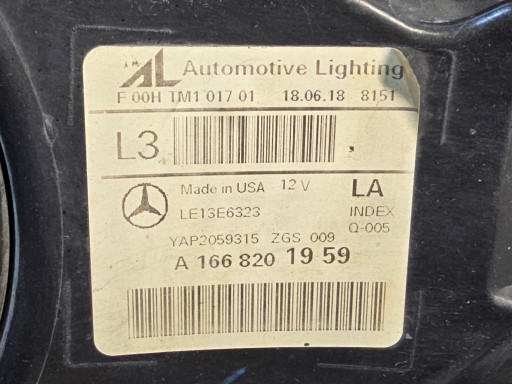 TM AL Automotive Lighting
F 00H TM1 017 01 18.06.18 8151
L3 ,
Made in USA 12 V LA
LE13E6323 INDEX
YAP2059315 ZGS 009 Q-005
A 166 820 19 59